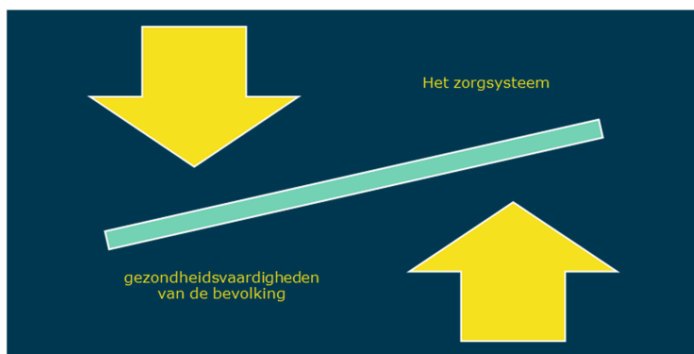 Het zorgsysteem
gezondheidsvaardigheden
van de bevolking